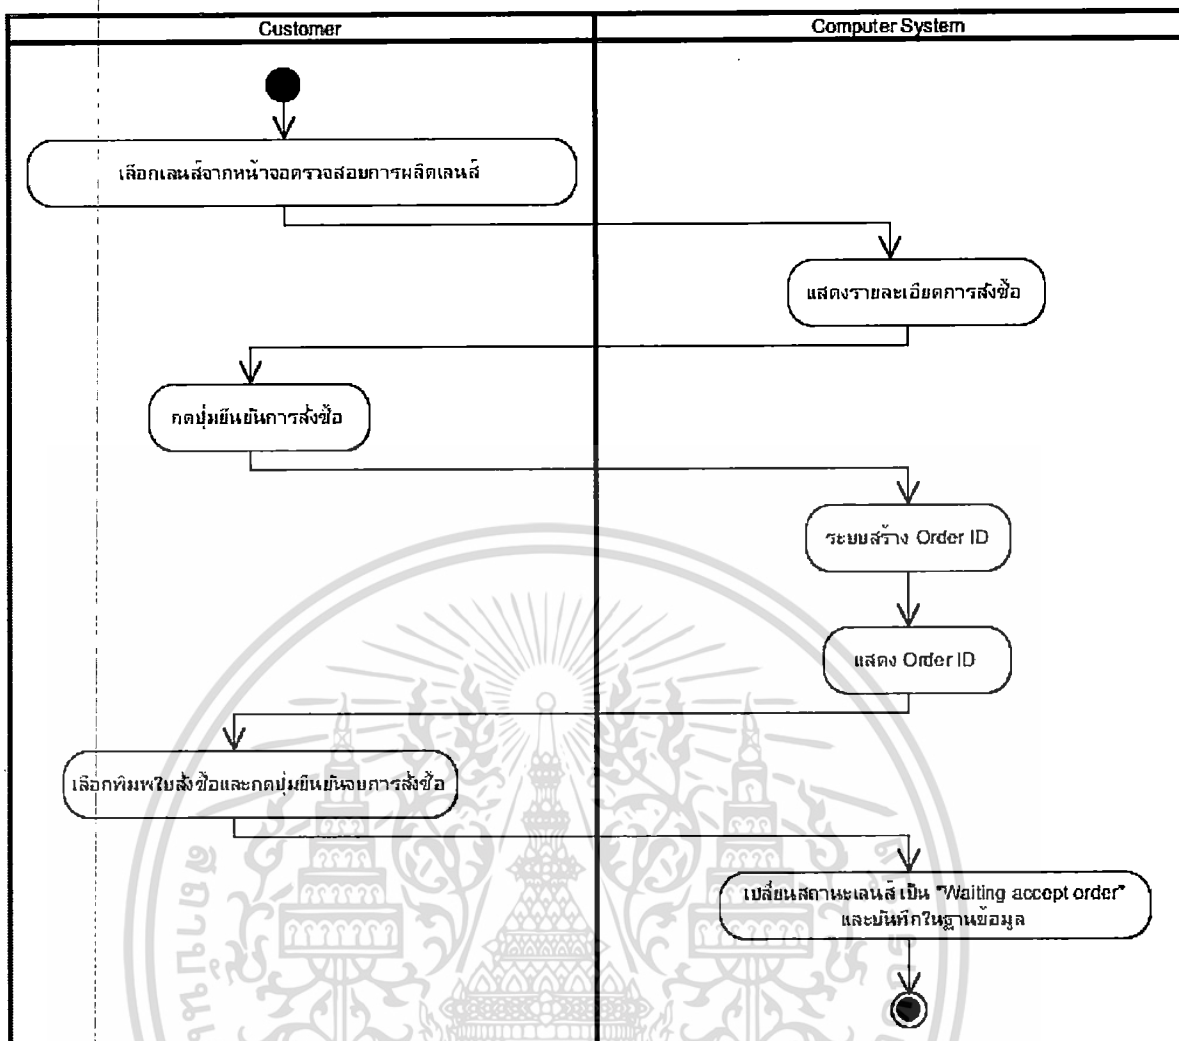 Customer
Computer System
เลือกเลนส์จากหน้าจอตรวจสอบการผลิตเลนส์
แสดงรายละเอียดการสั่งซื้อ
กดปุ่มยืนยันการสั่งซื้อ
ระบบสร้าง Order ID
แสดง Order ID
เลือกพิมพ์ใบสั่งซื้อและกดปุ่มยืนยันจบการสั่งซื้อ
เปลี่ยนสถานะเลนส์ เป็น "Waiting accept order"
และบันทึกในฐานข้อมูล